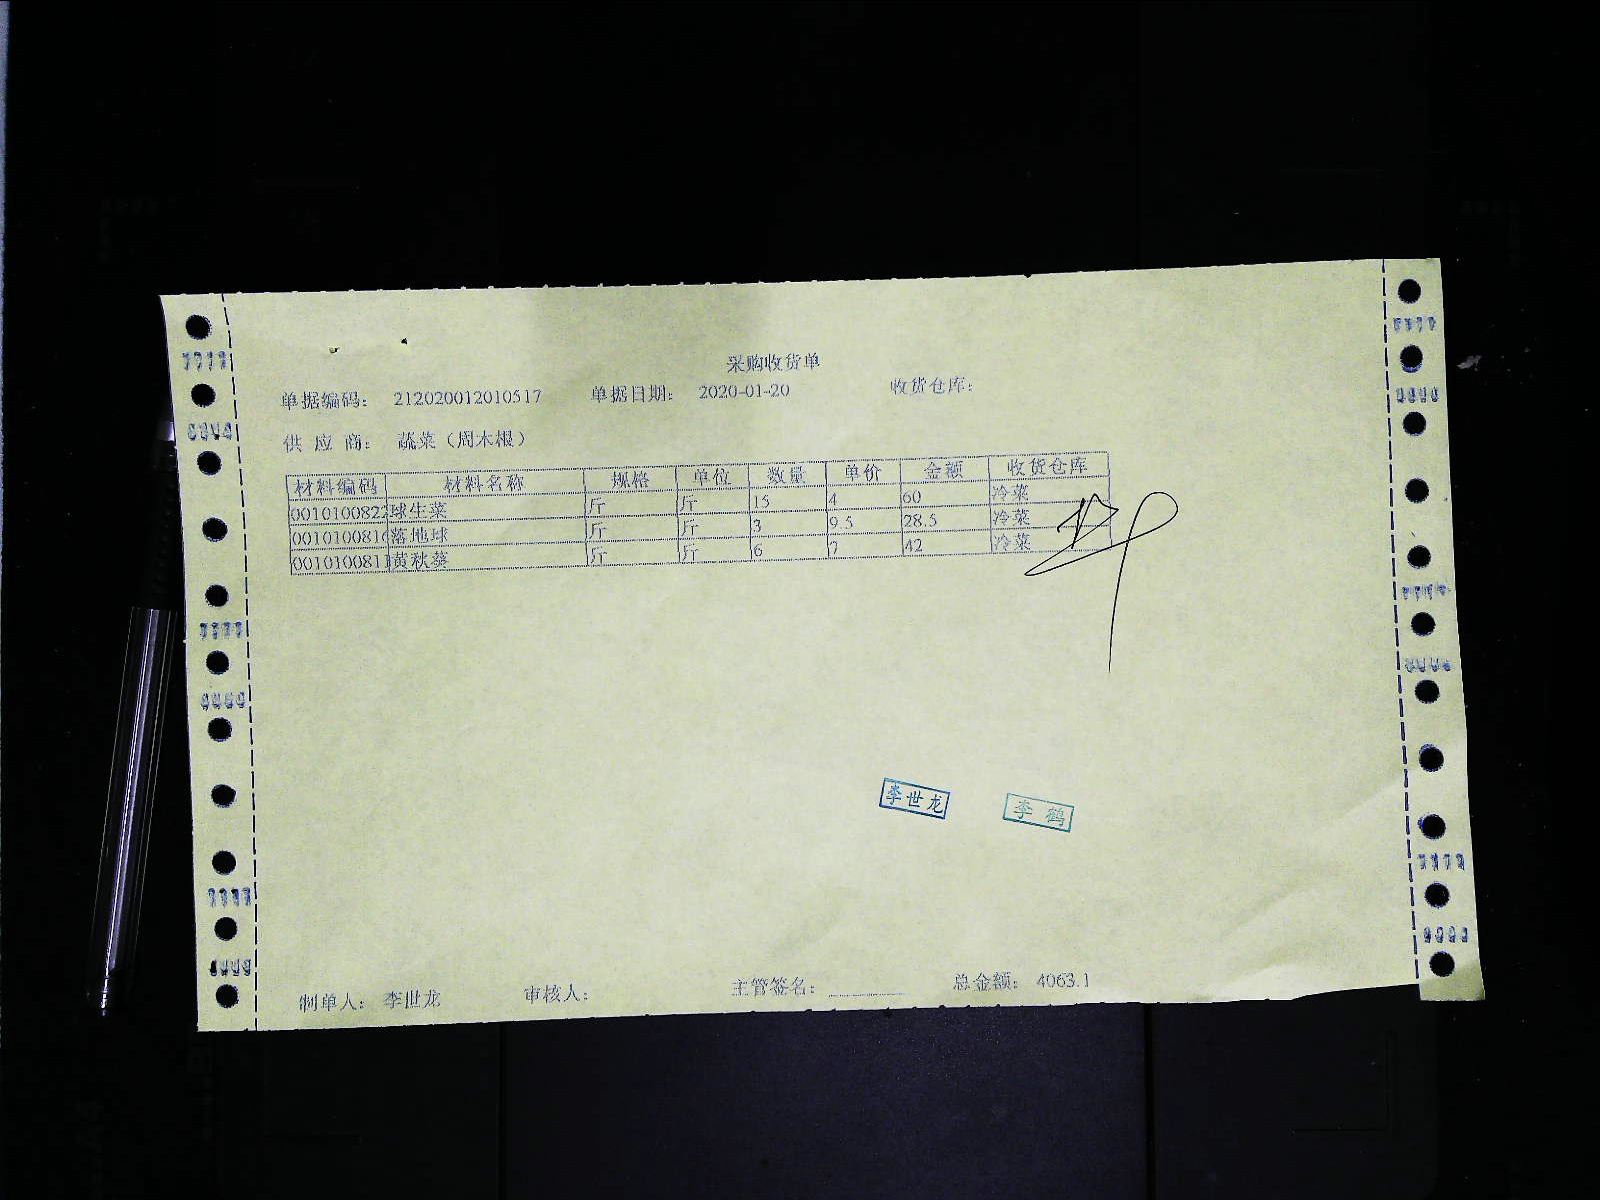 采购收货单
单据编码： 212020012010517 单据日期： 2020-01-20 收货仓库：
供 应 商： 蔬菜（周木根）
材料编码 材料名称 规格 单位 数量 单价 金额 收货仓库
0010100822 球生菜 斤 斤 15 4 60 冷菜
0010100816 落地球 斤 斤 3 9.5 28.5 冷菜
0010100811 黄秋葵 斤 斤 6 7 42 冷菜
李世龙 李 鹤
制单人： 李世龙 审核人： 主管签名： 总金额： 4063.1